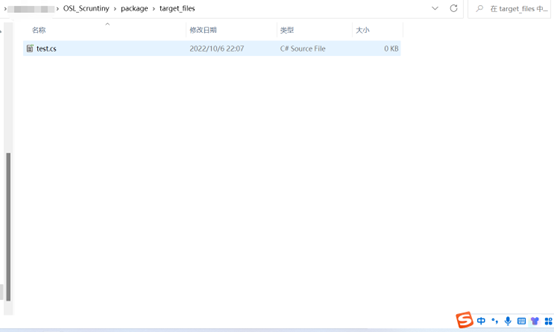 OSL_Scruntiny > package > target_files
在 target_files 中...
名称 修改日期 类型 大小
test.cs 2022/10/6 22:07 C# Source File 0 KB
中